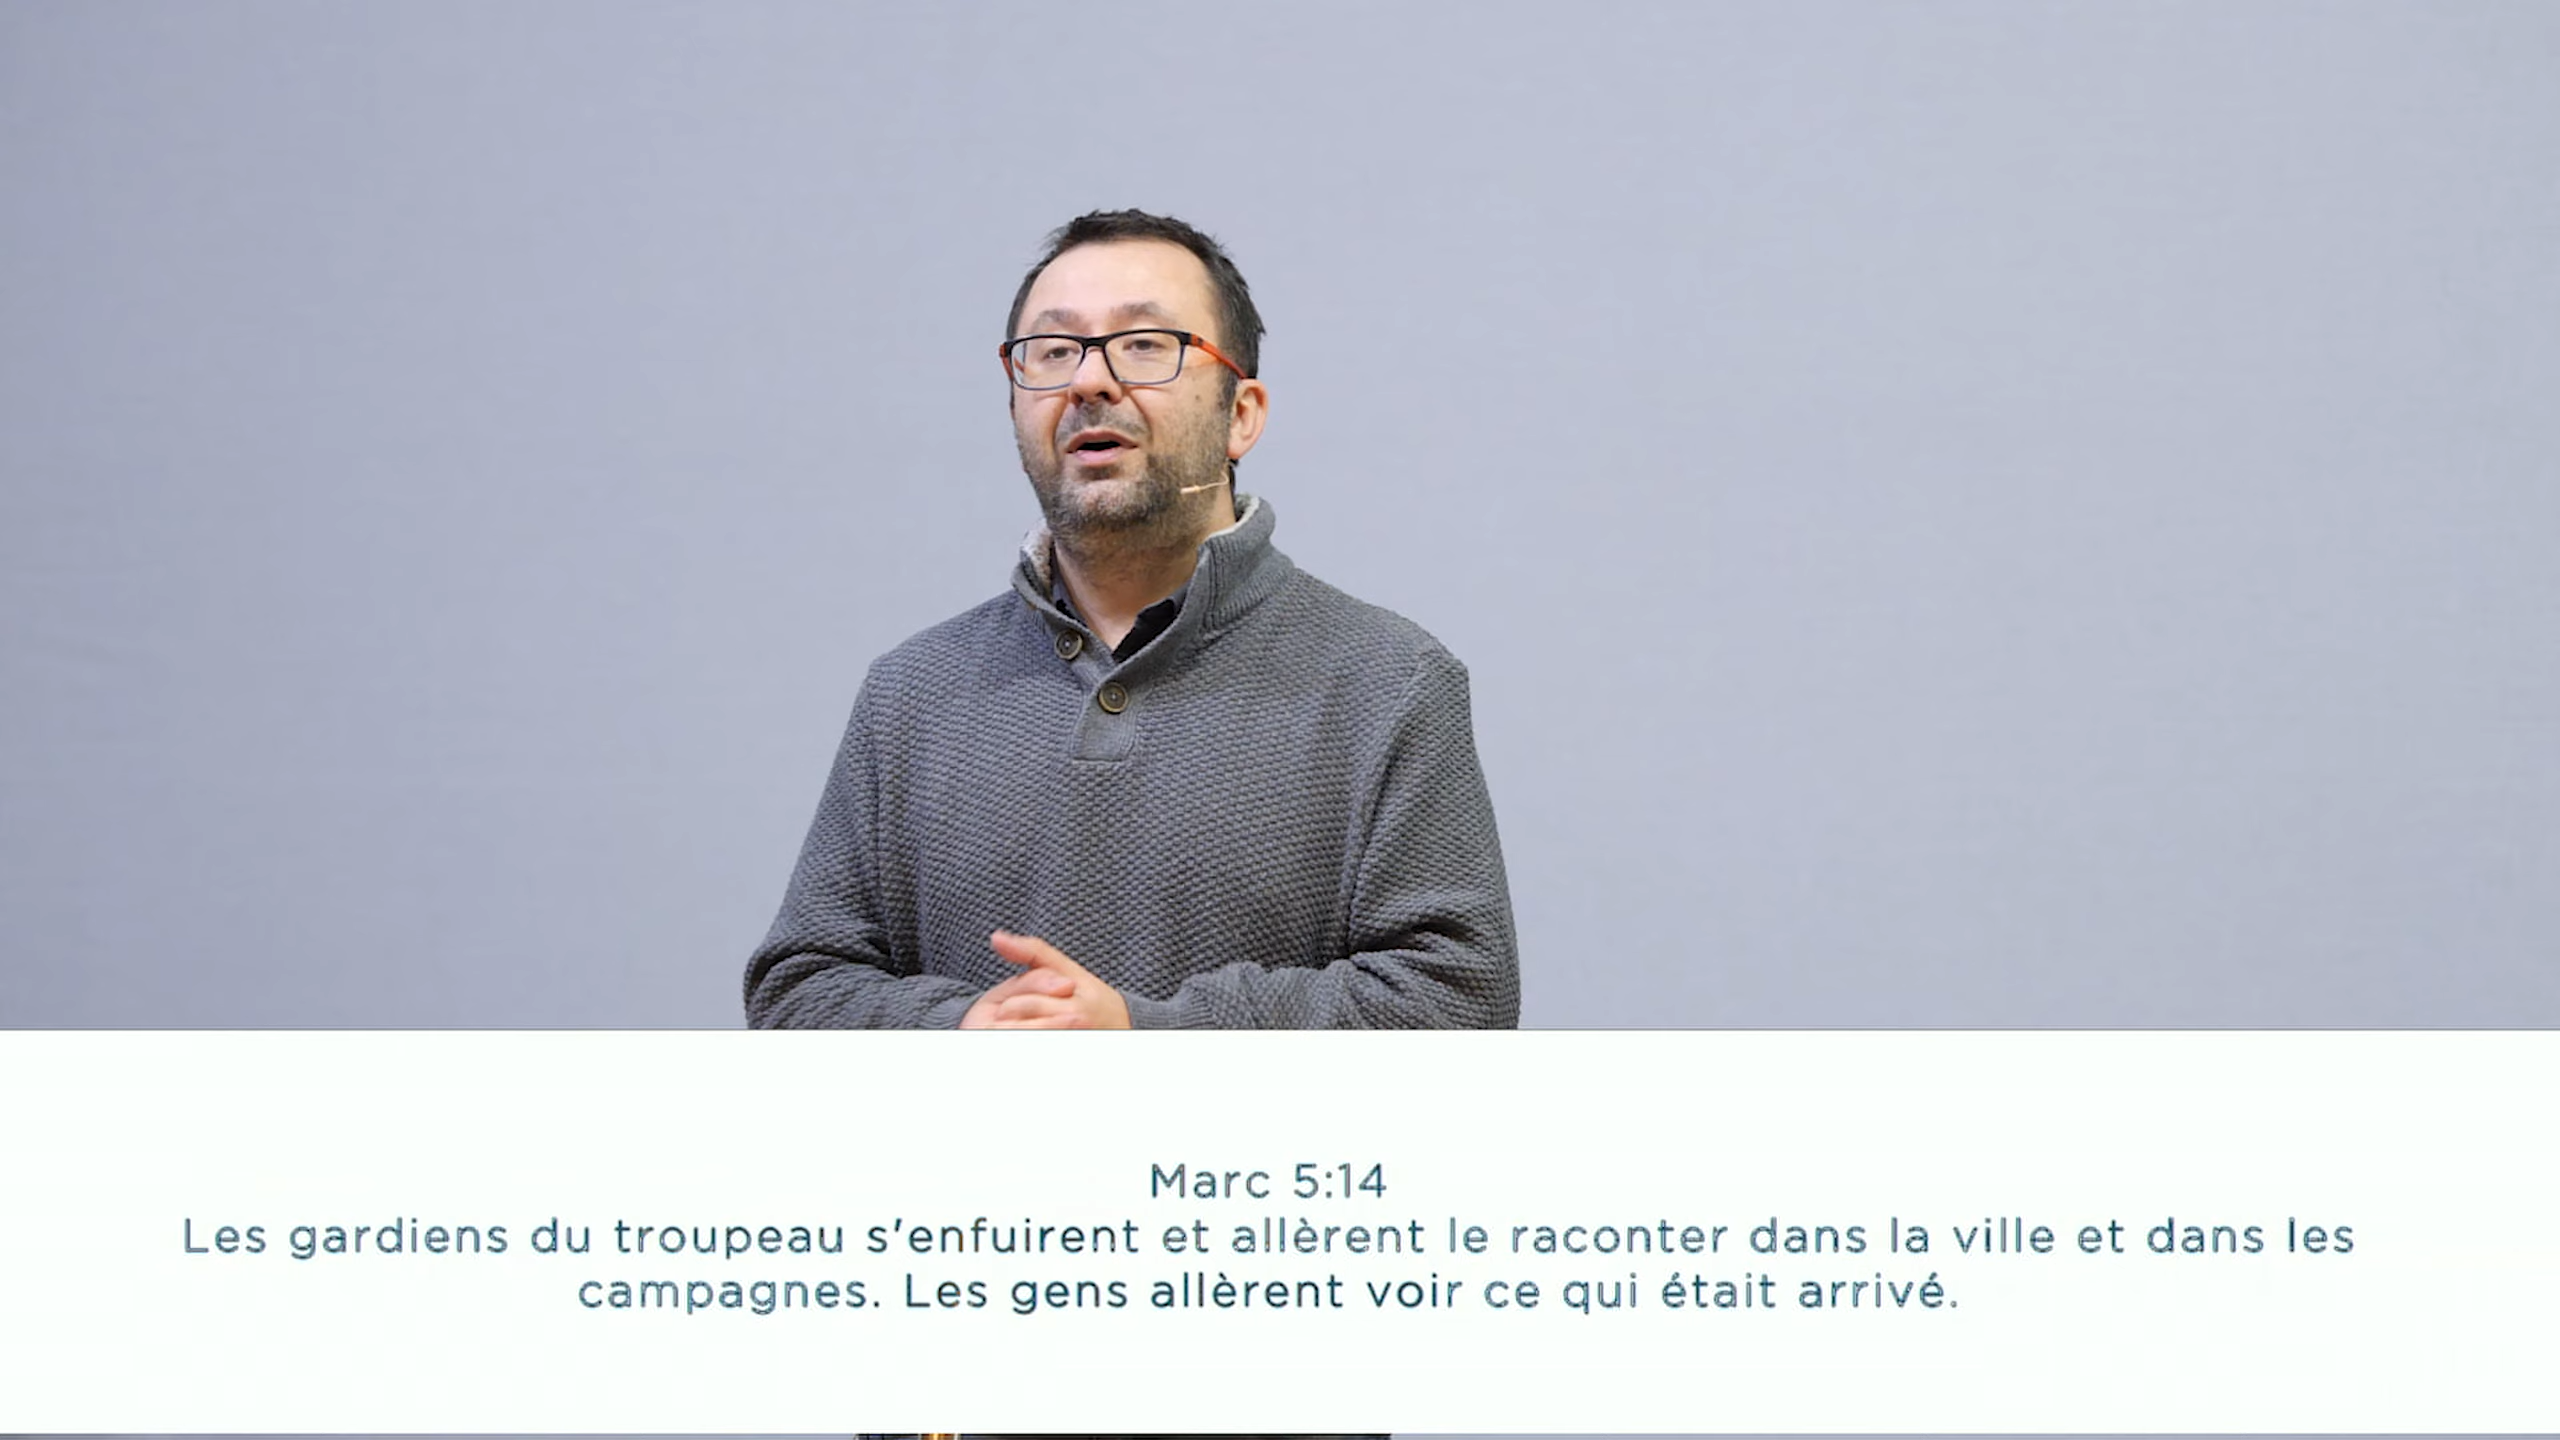 Marc 5:14
Les gardiens du troupeau s'enfuirent et allèrent le raconter dans la ville et dans les
campagnes. Les gens allèrent voir ce qui était arrivé.